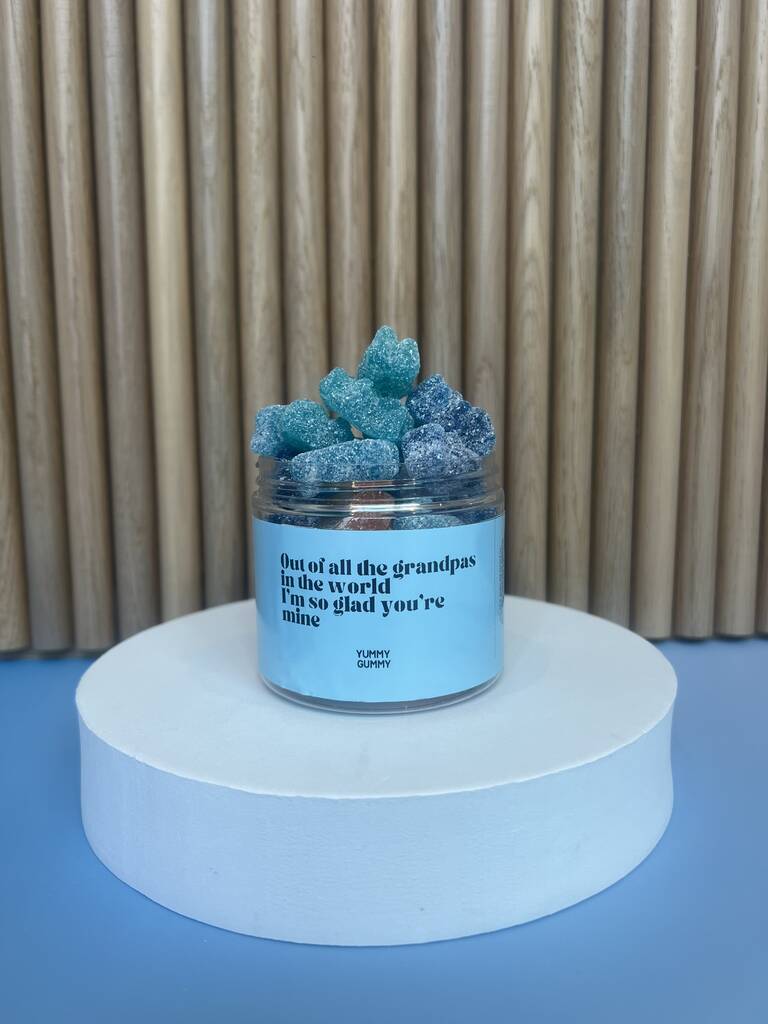 Out of all the grandpas
in the world
I'm so glad you're
mine
YUMMY
GUMMY